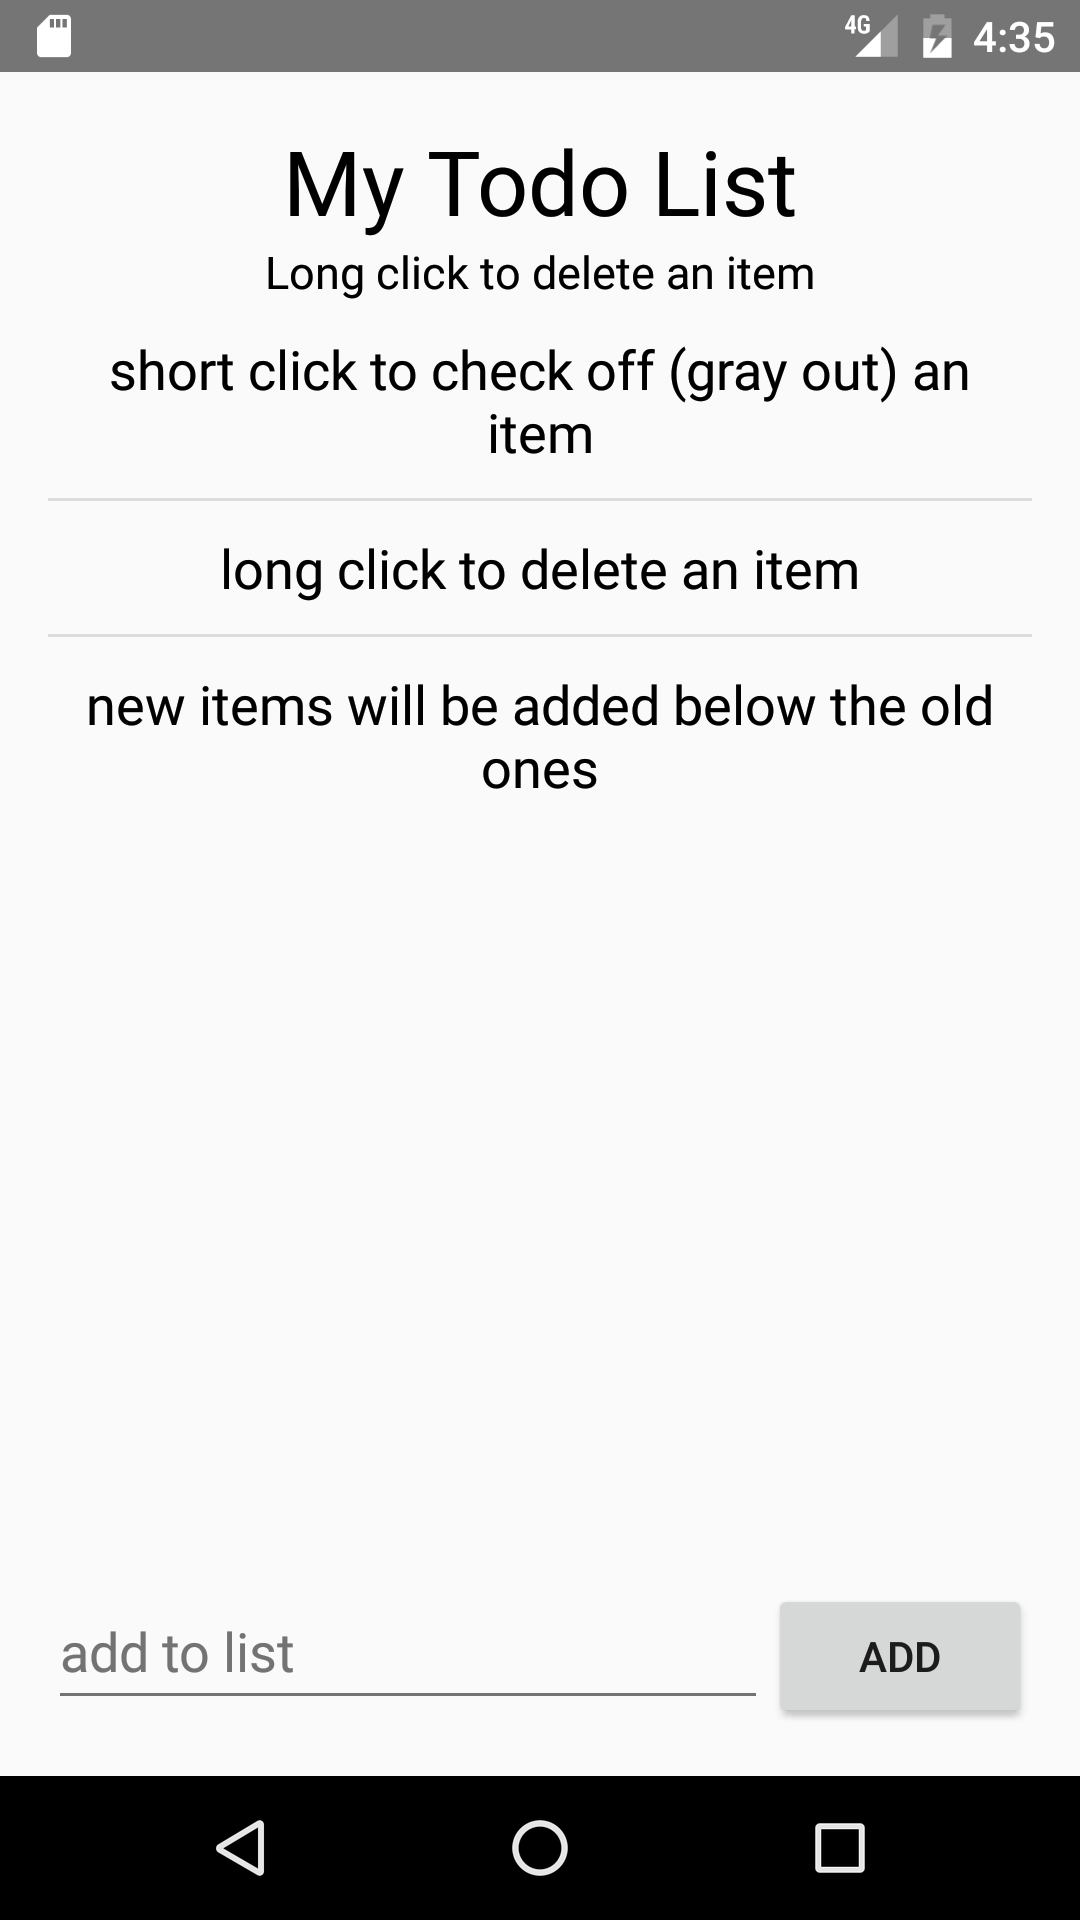 4G 4:35
My Todo List
Long click to delete an item
short click to check off (gray out) an
item
long click to delete an item
new items will be added below the old
ones
add to list
ADD